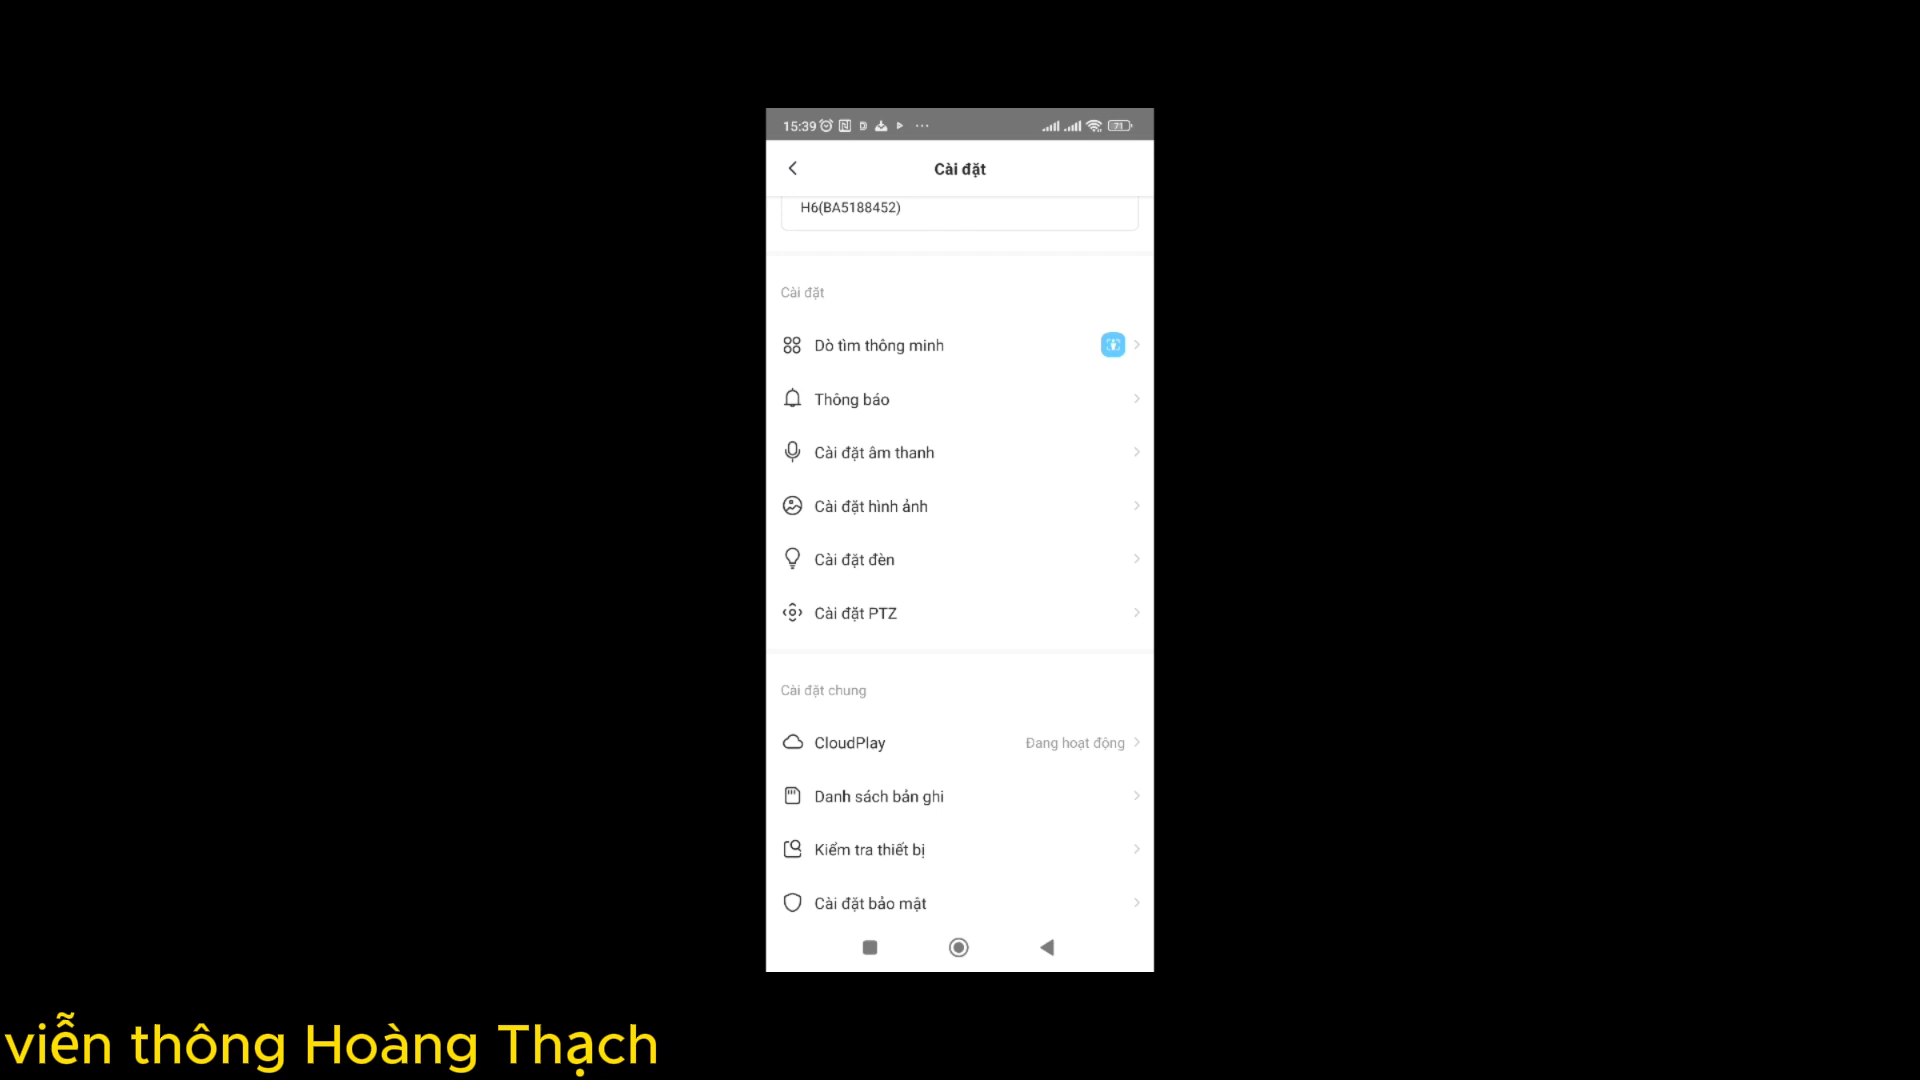 15:39
71
Cài đặt
H6(BA5188452)
Cài đặt
Dò tìm thông minh
Thông báo
Cài đặt âm thanh
Cài đặt hình ảnh
Cài đặt đèn
Cài đặt PTZ
Cài đặt chung
CloudPlay Đang hoạt động
Danh sách bản ghi
Kiểm tra thiết bị
Cài đặt bảo mật
viễn thông Hoàng Thạch